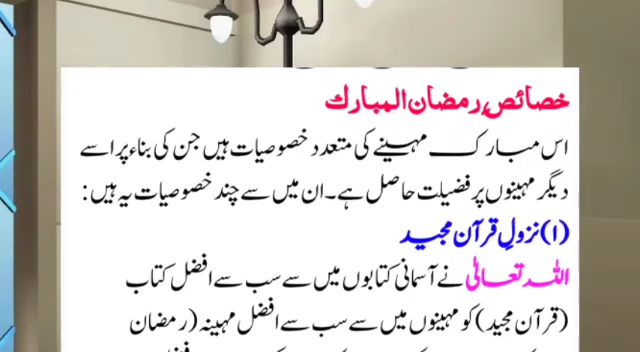 خصائصِ رمضان المبارک
اس مبارک مہینے کی متعدد خصوصیات ہیں جن کی بناء پر اسے
دیگر مہینوں پر فضیلت حاصل ہے۔ ان میں سے چند خصوصیات یہ ہیں:
(۱) نزولِ قرآن مجید
اللہ تعالیٰ نے آسمانی کتابوں میں سے سب سے افضل کتاب
(قرآن مجید) کو مہینوں میں سے سب سے افضل مہینہ (رمضان